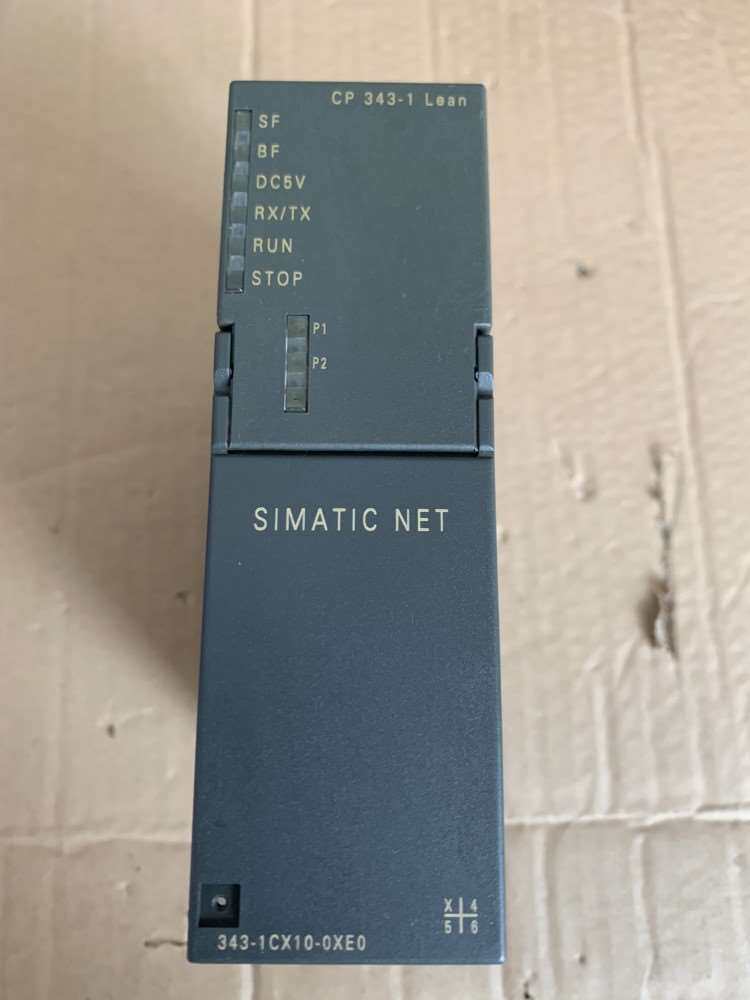 CP 343-1 Lean
SF
BF
DC5V
RX/TX
RUN
STOP
P1
P2
SIMATIC NET
X 4
5 6
343-1CX10-0XE0